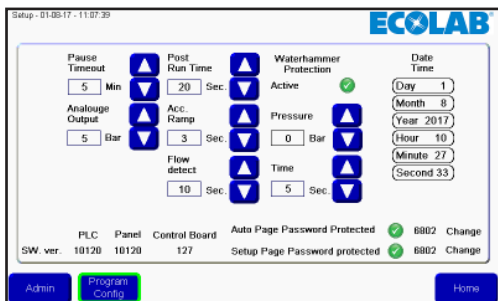 Setup - 01-08-17 - 11:07:39
ECOLAB®
Pause Timeout
5 Min
Post Run Time
20 Sec.
Waterhammer Protection
Active
Date Time
Day 1
Month 8
Year 2017
Hour 10
Minute 27
Second 33
Analouge Output
5 Bar
Acc. Ramp
3 Sec.
Pressure
0 Bar
Flow detect
10 Sec.
Time
5 Sec.
PLC Panel Control Board
SW. ver. 10120 10120 127
Auto Page Password Protected 6802 Change
Setup Page Password protected 6802 Change
Admin
Program Config
Home